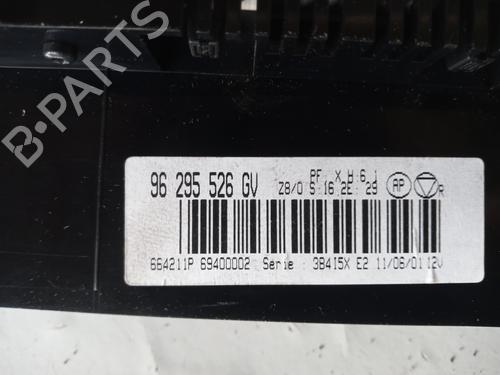 B-PARTS
96 295 526 GV
PF X H 6 J
Z8/0 S:16 2E: 29
AP
R
664211P 69400002 Serie : 3B415X E2 11/06/01 12V